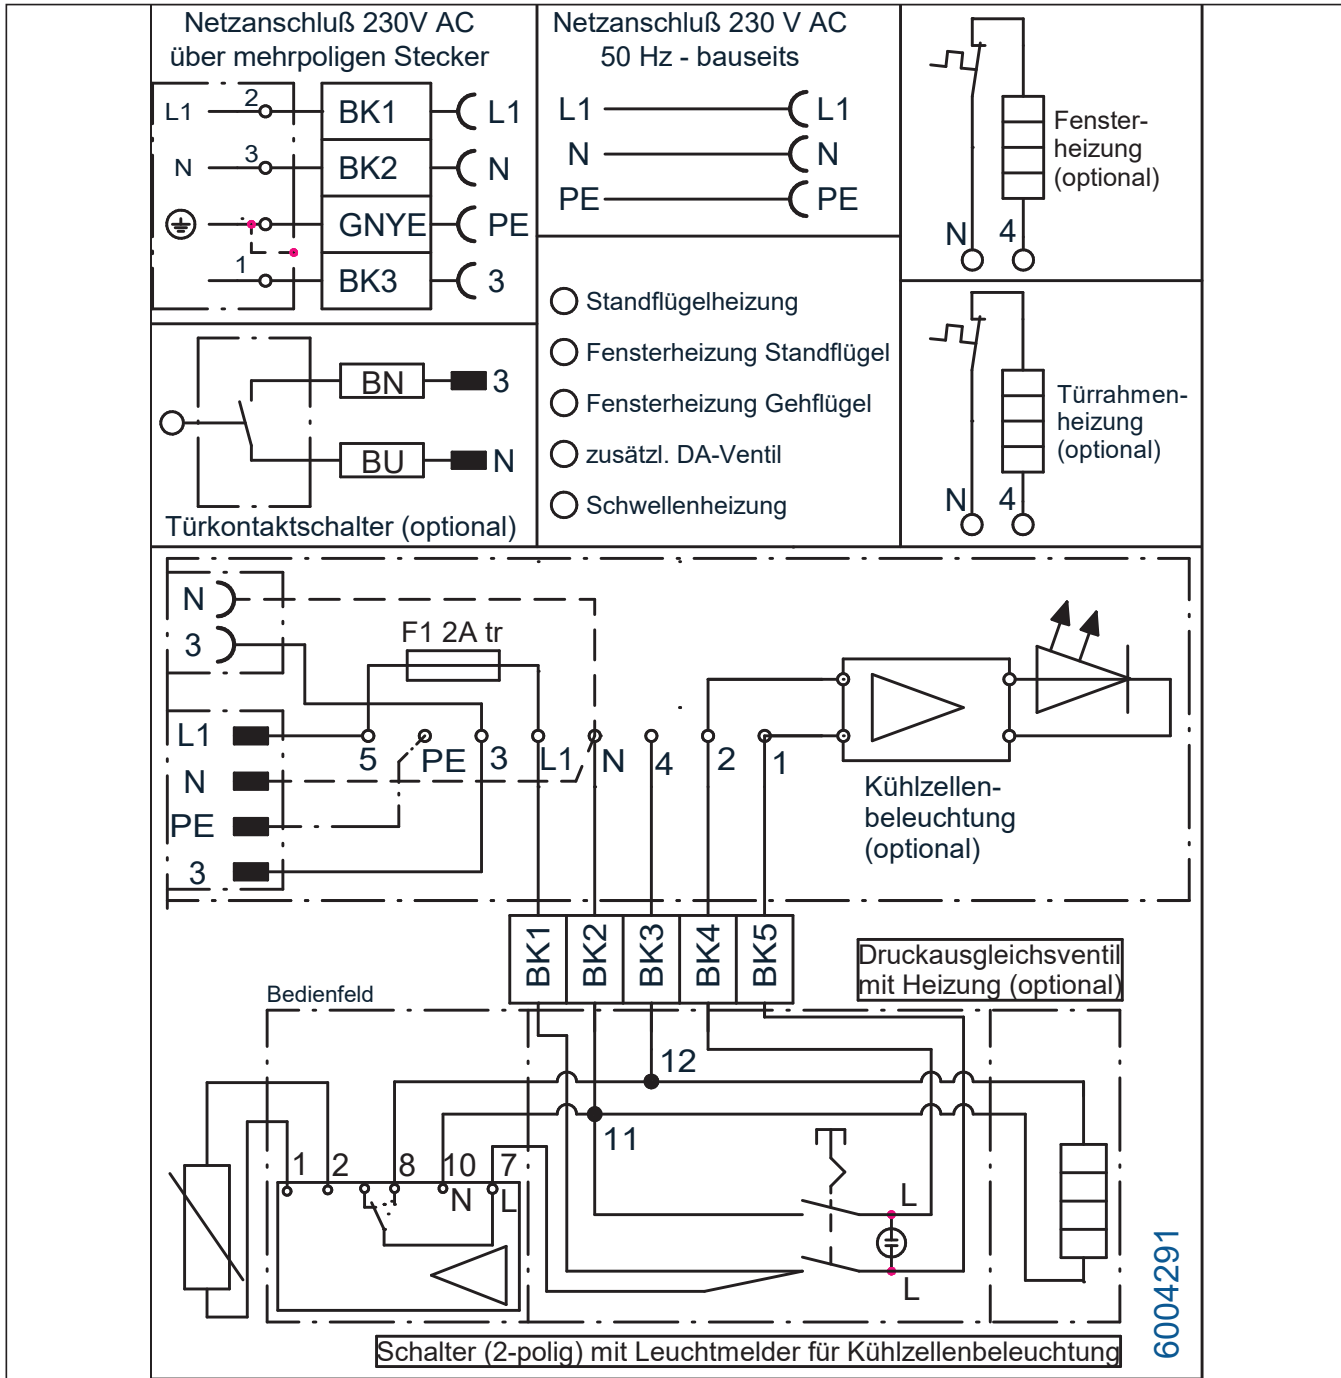 Netzanschluß 230V AC
über mehrpoligen Stecker
L1 2 BK1 L1
N 3 BK2 N
GNYE PE
1 BK3 3
Netzanschluß 230 V AC
50 Hz - bauseits
L1 L1
N N
PE PE
Fenster-
heizung
(optional)
N 4
Standflügelheizung
Fensterheizung Standflügel
Fensterheizung Gehflügel
zusätzl. DA-Ventil
Schwellenheizung
Türrahmen-
heizung
(optional)
N 4
BN 3
BU N
Türkontaktschalter (optional)
N
3
F1 2A tr
L1
N
PE
3
5 PE 3 L1 N 4 2 1
Kühlzellen-
beleuchtung
(optional)
BK1 BK2 BK3 BK4 BK5
Druckausgleichsventil
mit Heizung (optional)
Bedienfeld
12
11
1 2 8 10 7
N L
L
L
6004291
Schalter (2-polig) mit Leuchtmelder für Kühlzellenbeleuchtung